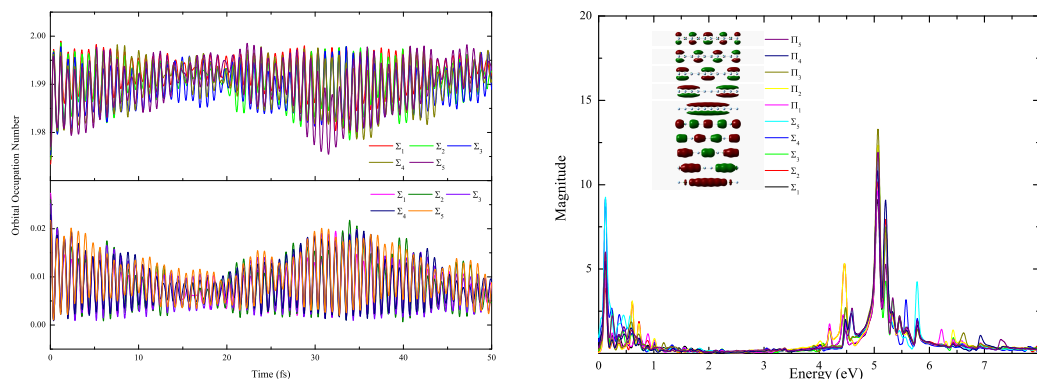 2.00
1.99
1.98
Σ1 Σ2 Σ3
Σ4 Σ5
0.02
0.01
0.00
Σ1 Σ2 Σ3
Σ4 Σ5
0 10 20 30 40 50
Time (fs)
Orbital Occupation Number
20
15
10
5
Magnitude
Π5
Π4
Π3
Π2
Π1
Σ5
Σ4
Σ3
Σ2
Σ1
0 1 2 3 4 5 6 7
Energy (eV)